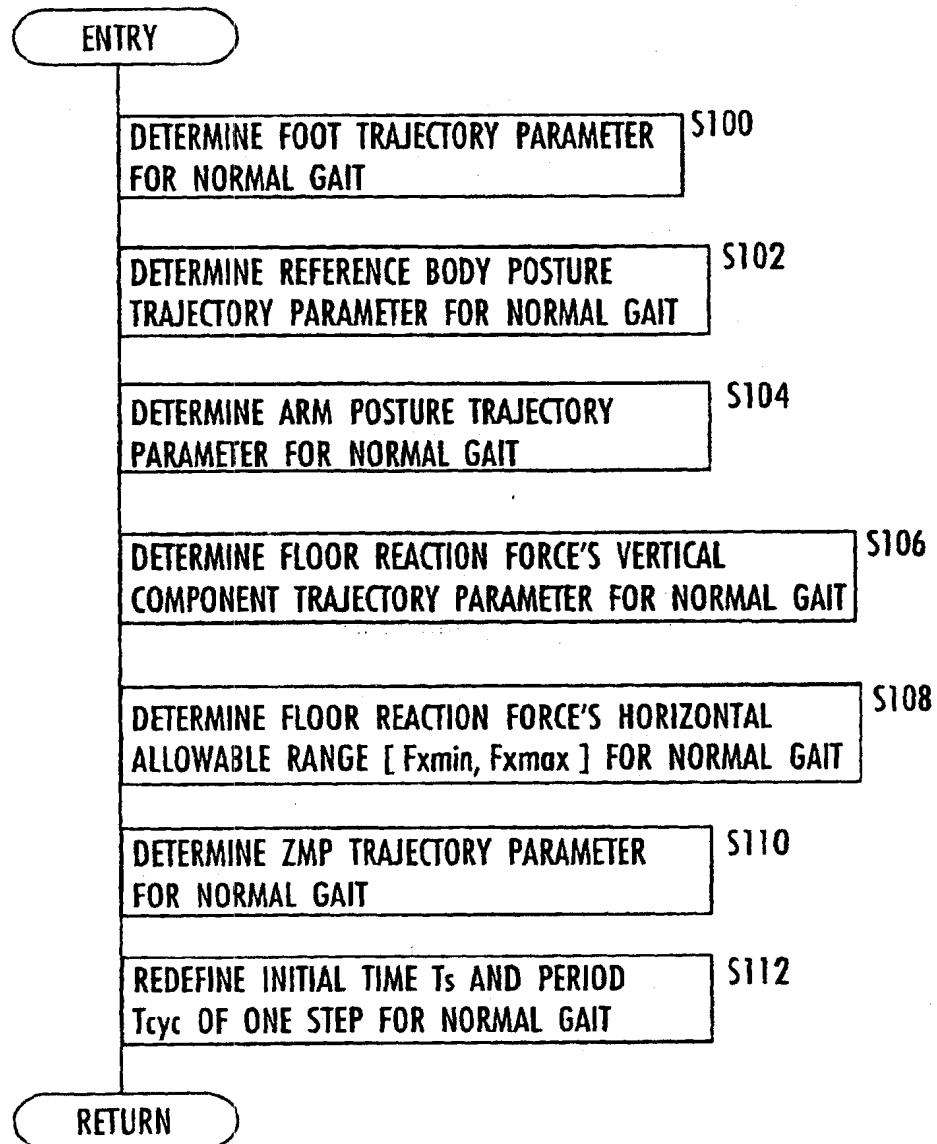 ENTRY
DETERMINE FOOT TRAJECTORY PARAMETER
FOR NORMAL GAIT
S100
DETERMINE REFERENCE BODY POSTURE
TRAJECTORY PARAMETER FOR NORMAL GAIT
S102
DETERMINE ARM POSTURE TRAJECTORY
PARAMETER FOR NORMAL GAIT
S104
DETERMINE FLOOR REACTION FORCE'S VERTICAL
COMPONENT TRAJECTORY PARAMETER FOR NORMAL GAIT
S106
DETERMINE FLOOR REACTION FORCE'S HORIZONTAL
ALLOWABLE RANGE [ Fxmin, Fxmax ] FOR NORMAL GAIT
S108
DETERMINE ZMP TRAJECTORY PARAMETER
FOR NORMAL GAIT
S110
REDEFINE INITIAL TIME Ts AND PERIOD
Tcyc OF ONE STEP FOR NORMAL GAIT
S112
RETURN